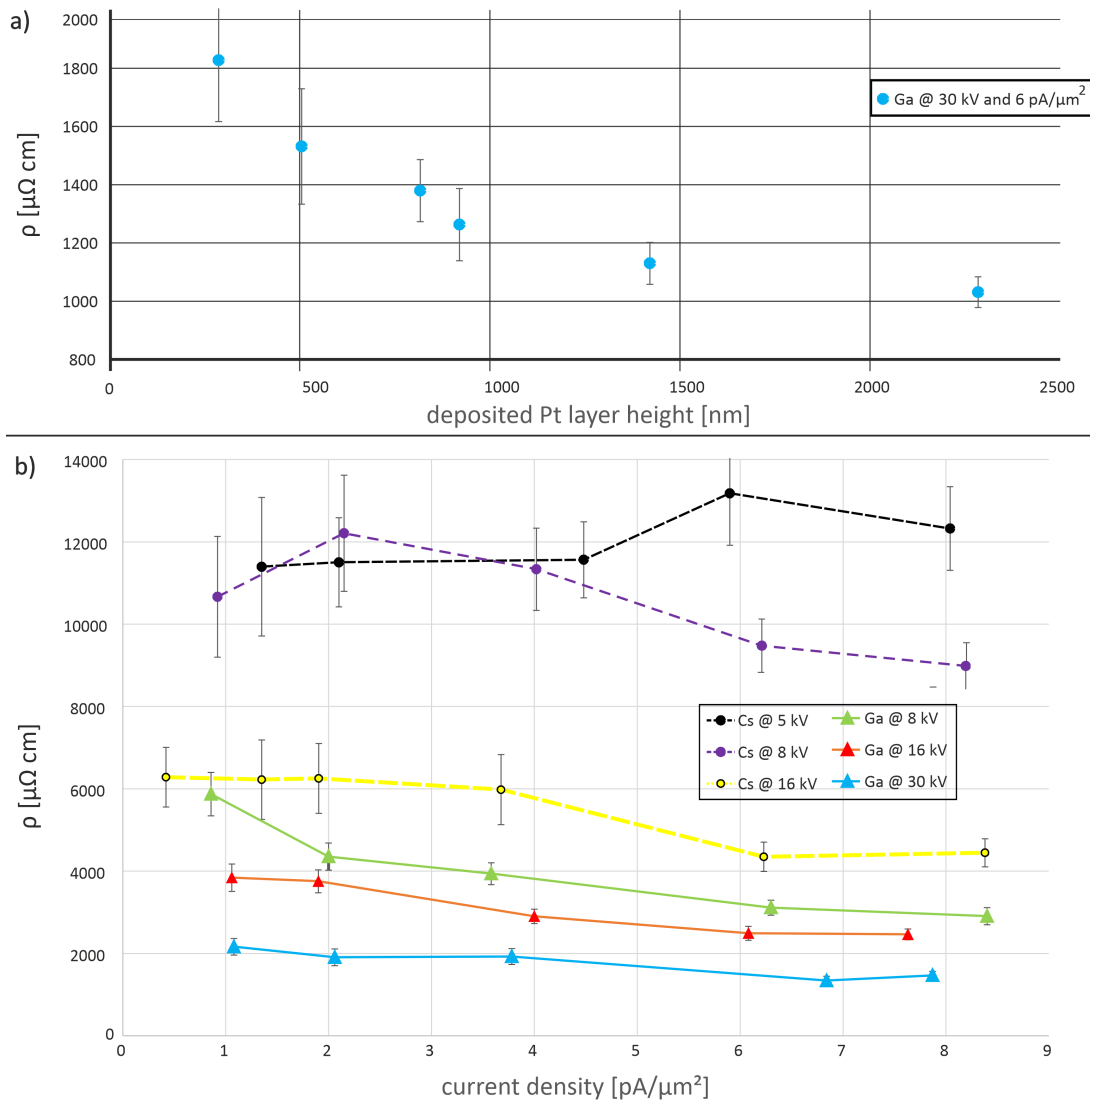 a)
2000
1800
1600
1400
1200
1000
800
ρ [µΩ cm]
Ga @ 30 kV and 6 pA/µm²
0 500 1000 1500 2000 2500
deposited Pt layer height [nm]
b)
14000
12000
10000
8000
6000
4000
2000
0
ρ [µΩ cm]
Cs @ 5 kV Ga @ 8 kV
Cs @ 8 kV Ga @ 16 kV
Cs @ 16 kV Ga @ 30 kV
0 1 2 3 4 5 6 7 8 9
current density [pA/µm²]